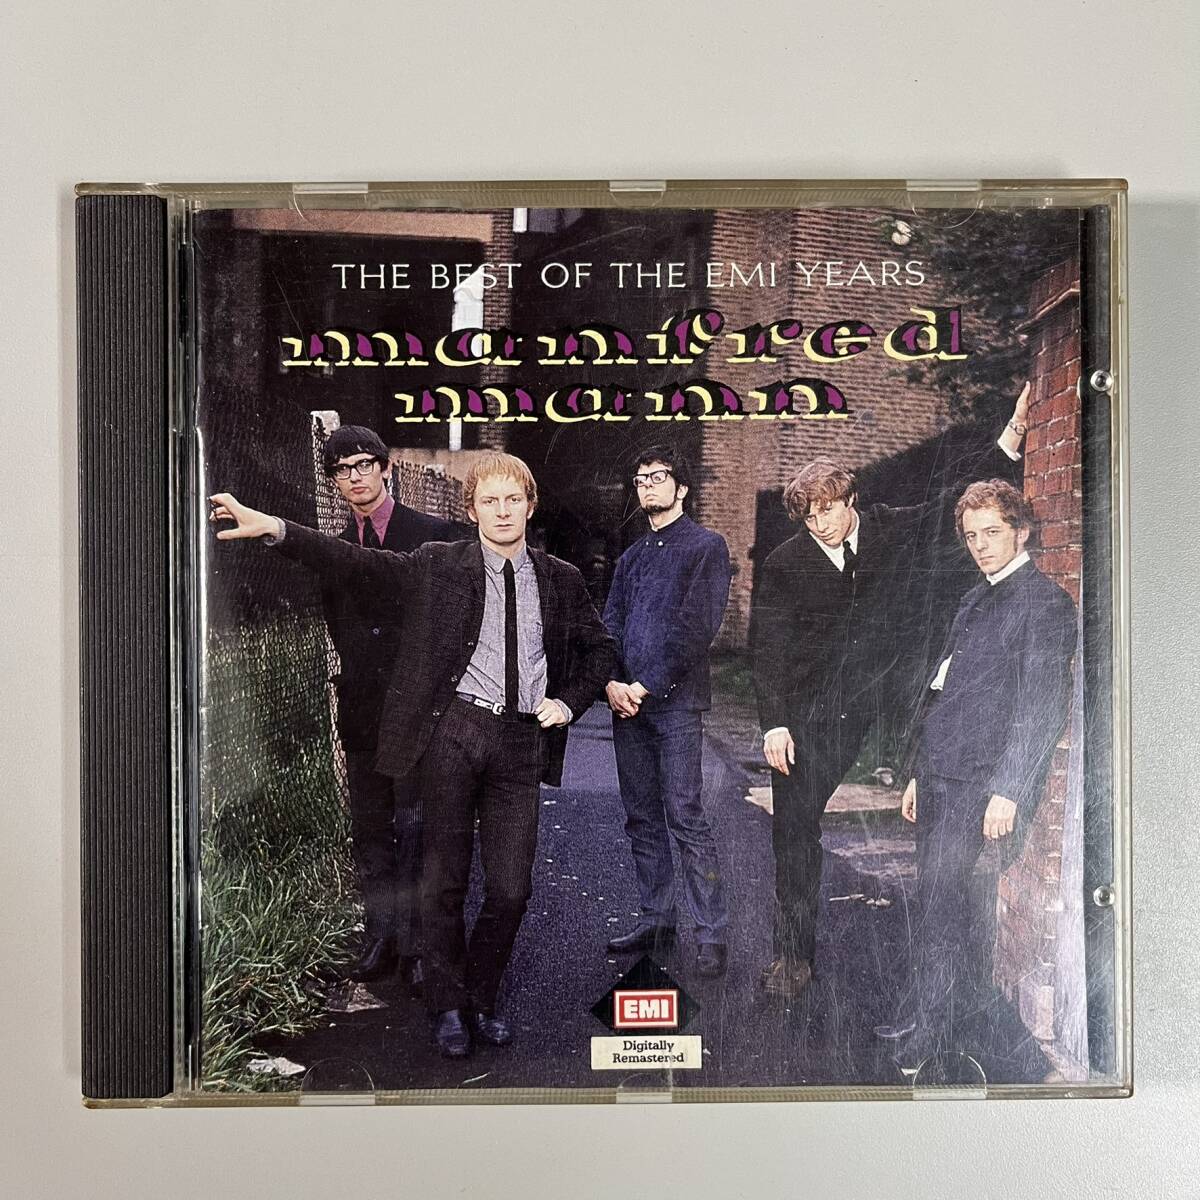 THE BEST OF THE EMI YEARS
manfred
mann
EMI
Digitally
Remastered